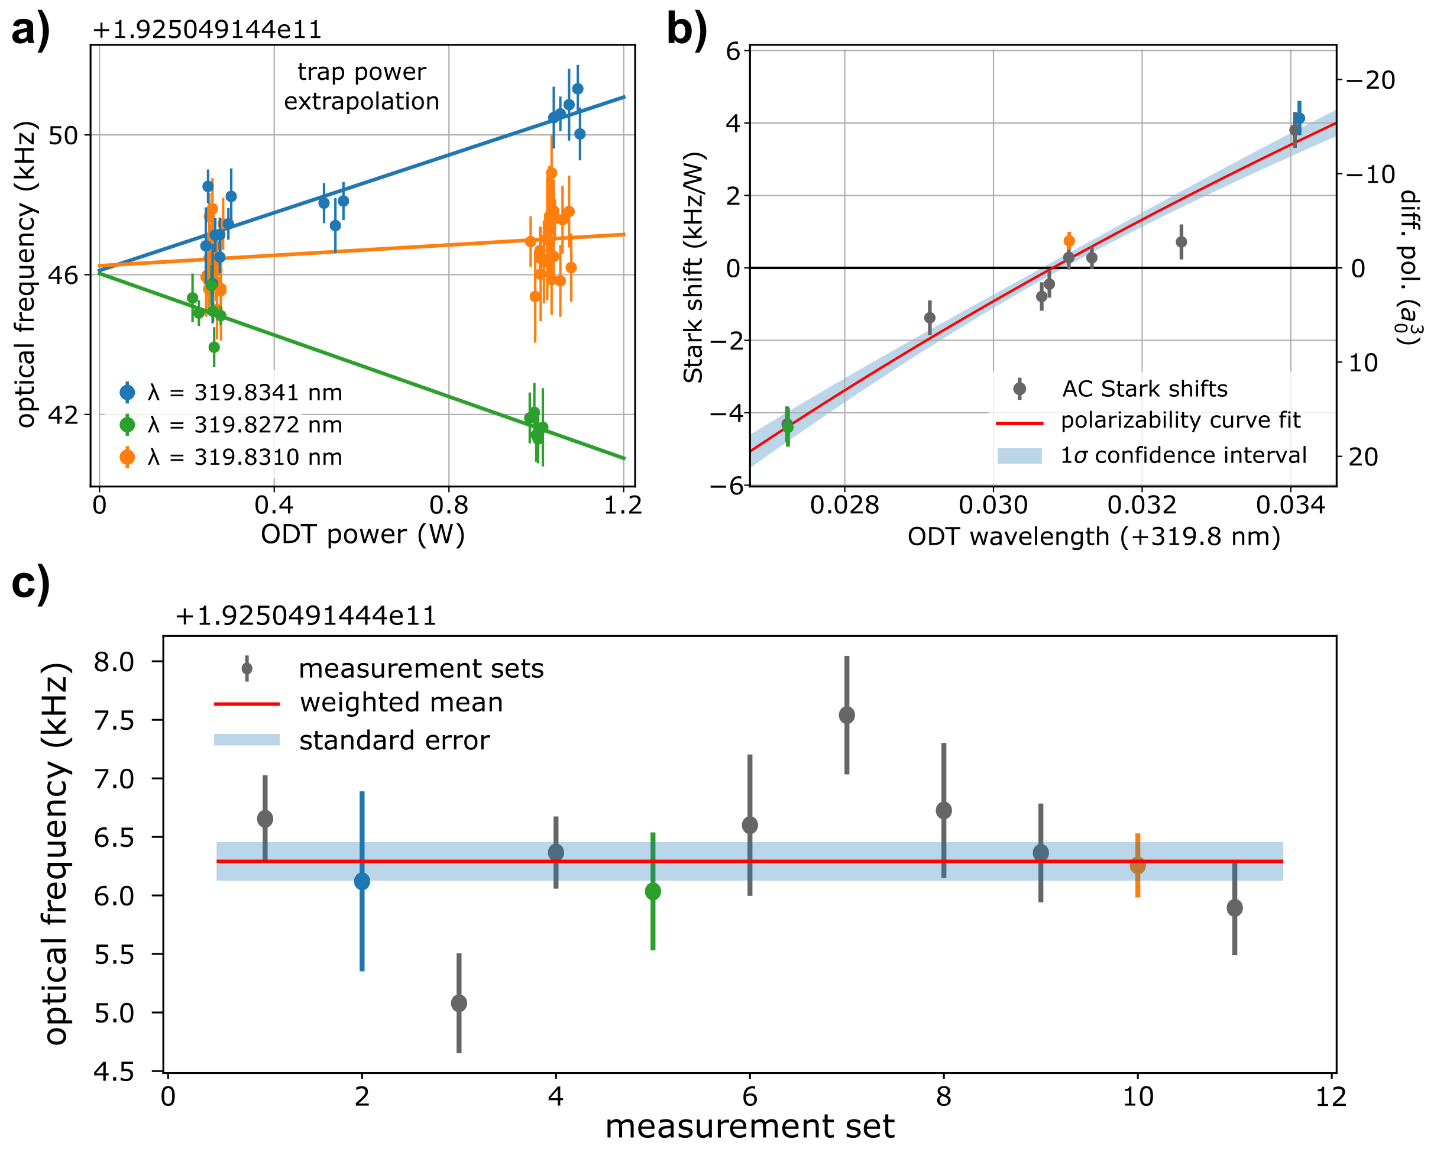 a)
+1.925049144e11
trap power
extrapolation
optical frequency (kHz)
50
46
42
λ = 319.8341 nm
λ = 319.8272 nm
λ = 319.8310 nm
0 0.4 0.8 1.2
ODT power (W)
b)
Stark shift (kHz/W)
6
4
2
0
−2
−4
−6
−20
−10
0
10
20
diff. pol. (a₀³)
AC Stark shifts
polarizability curve fit
1σ confidence interval
0.028 0.030 0.032 0.034
ODT wavelength (+319.8 nm)
c)
+1.9250491444e11
optical frequency (kHz)
8.0
7.5
7.0
6.5
6.0
5.5
5.0
4.5
measurement sets
weighted mean
standard error
0 2 4 6 8 10 12
measurement set